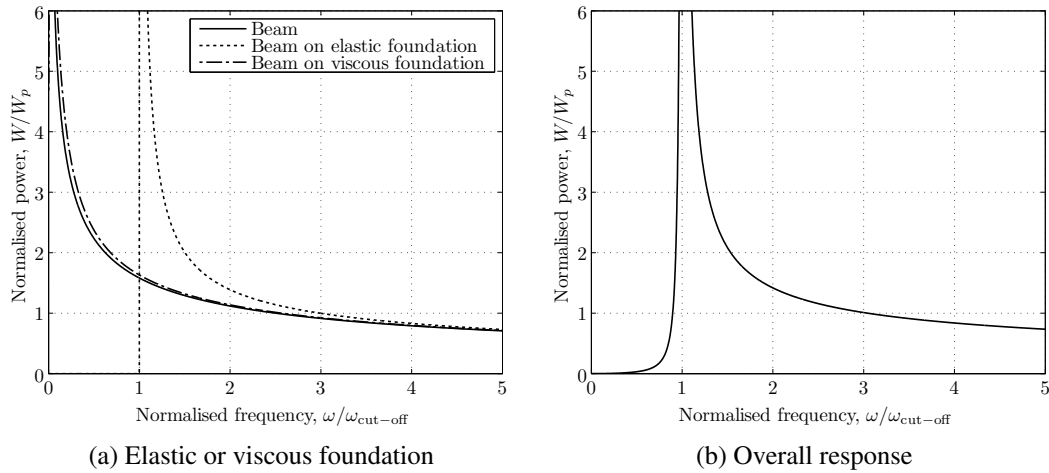 6
5
4
3
2
1
0
0
1
2
3
4
5
Normalised power, W/W_p
Normalised frequency, ω/ω_cut−off
Beam
Beam on elastic foundation
Beam on viscous foundation
(a) Elastic or viscous foundation
6
5
4
3
2
1
0
0
1
2
3
4
5
Normalised power, W/W_p
Normalised frequency, ω/ω_cut−off
(b) Overall response